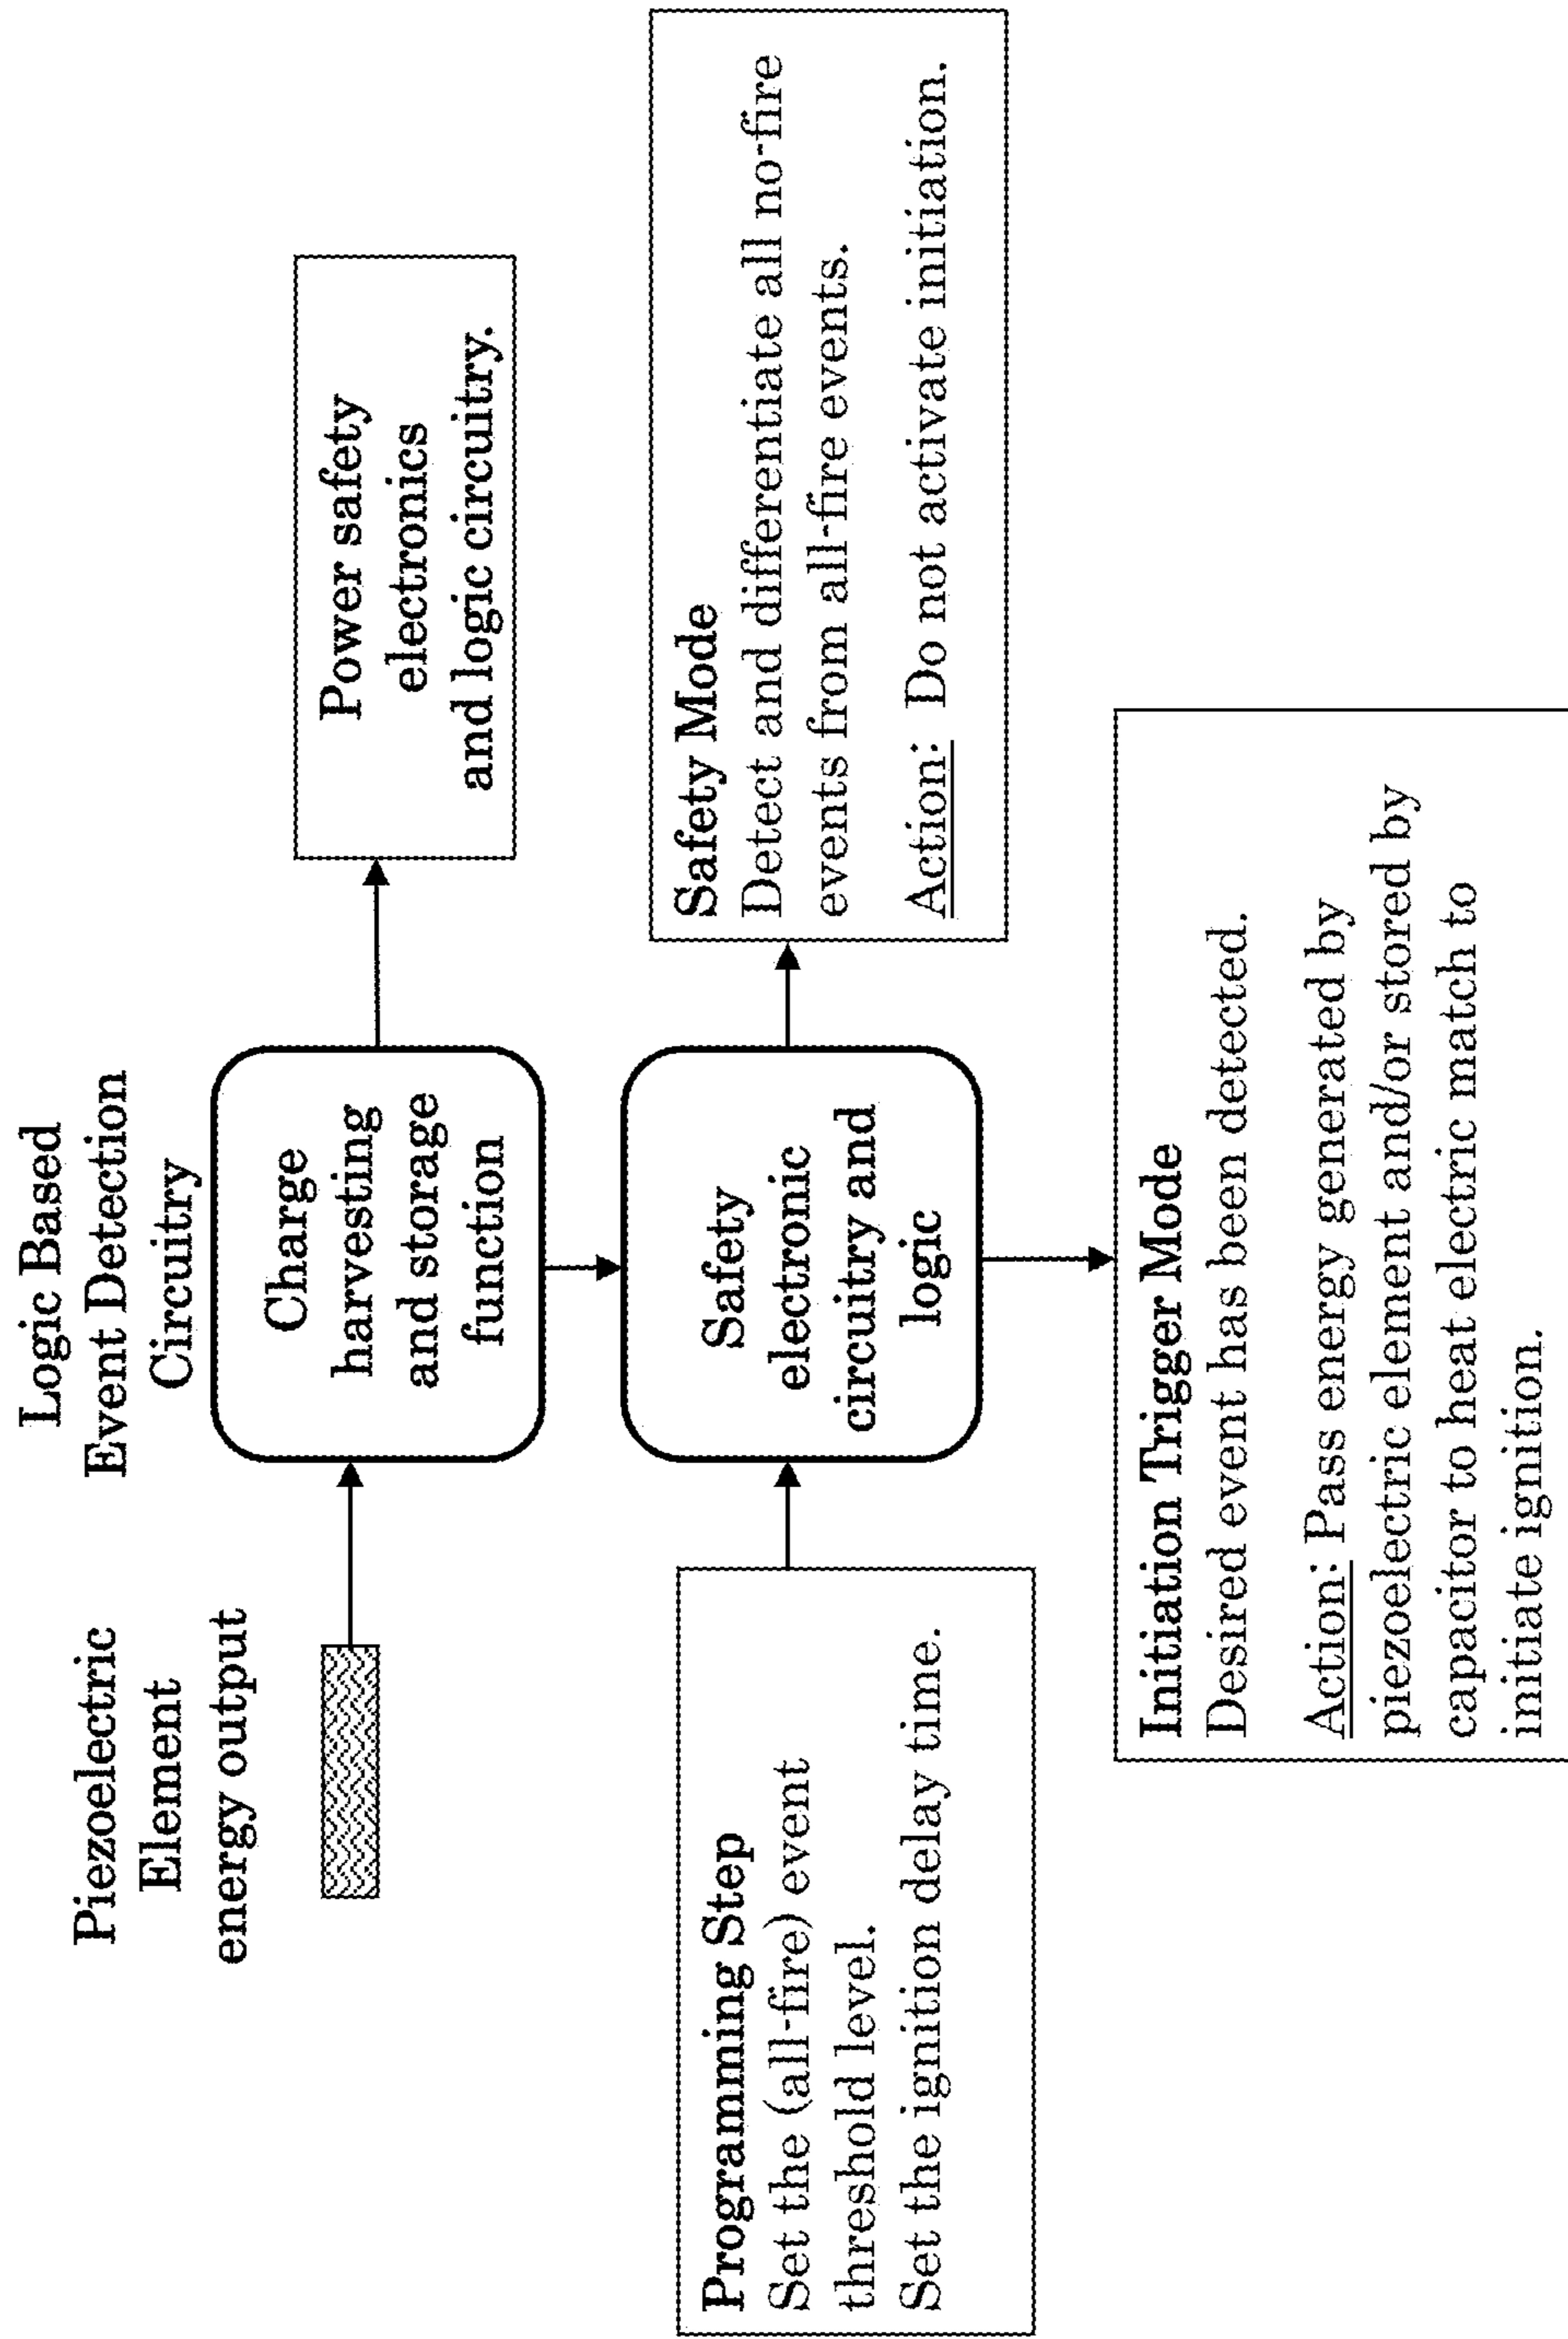 Piezoelectric
Element
energy output
Logic Based
Event Detection
Circuitry
Charge
harvesting
and storage
function
Power safety
electronics
and logic circuitry.
Programming Step
Set the (all-fire) event
threshold level.
Set the ignition delay time.
Safety
electronic
circuitry and
logic
Safety Mode
Detect and differentiate all no-fire
events from all-fire events.
Action: Do not activate initiation.
Initiation Trigger Mode
Desired event has been detected.
Action: Pass energy generated by
piezoelectric element and/or stored by
capacitor to heat electric match to
initiate ignition.